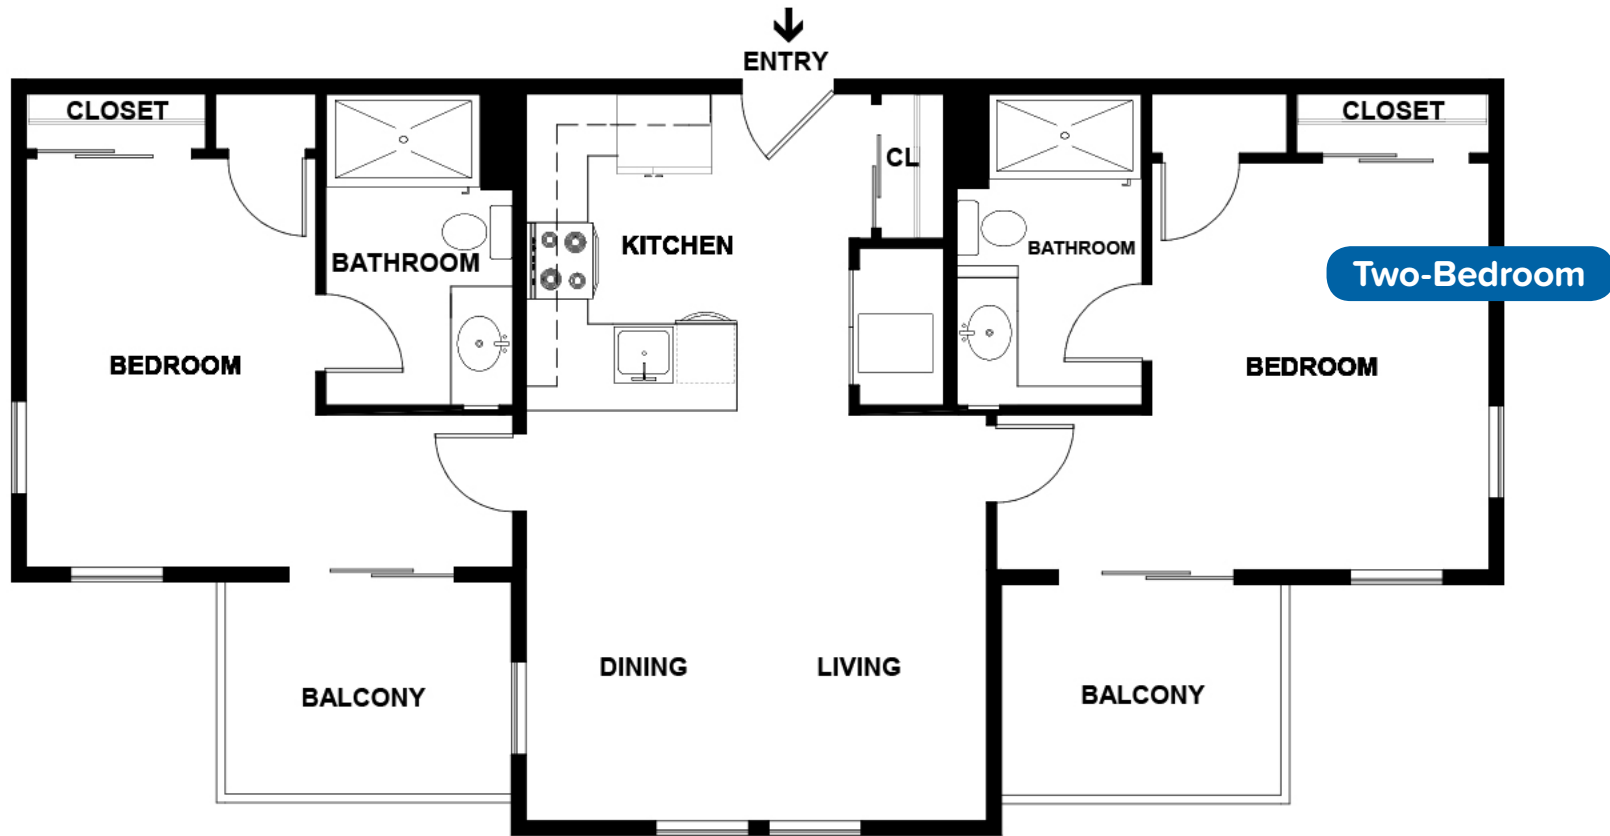 ENTRY
CLOSET
CLOSET
CL
KITCHEN
BATHROOM
BATHROOM
Two-Bedroom
BEDROOM
BEDROOM
DINING
LIVING
BALCONY
BALCONY